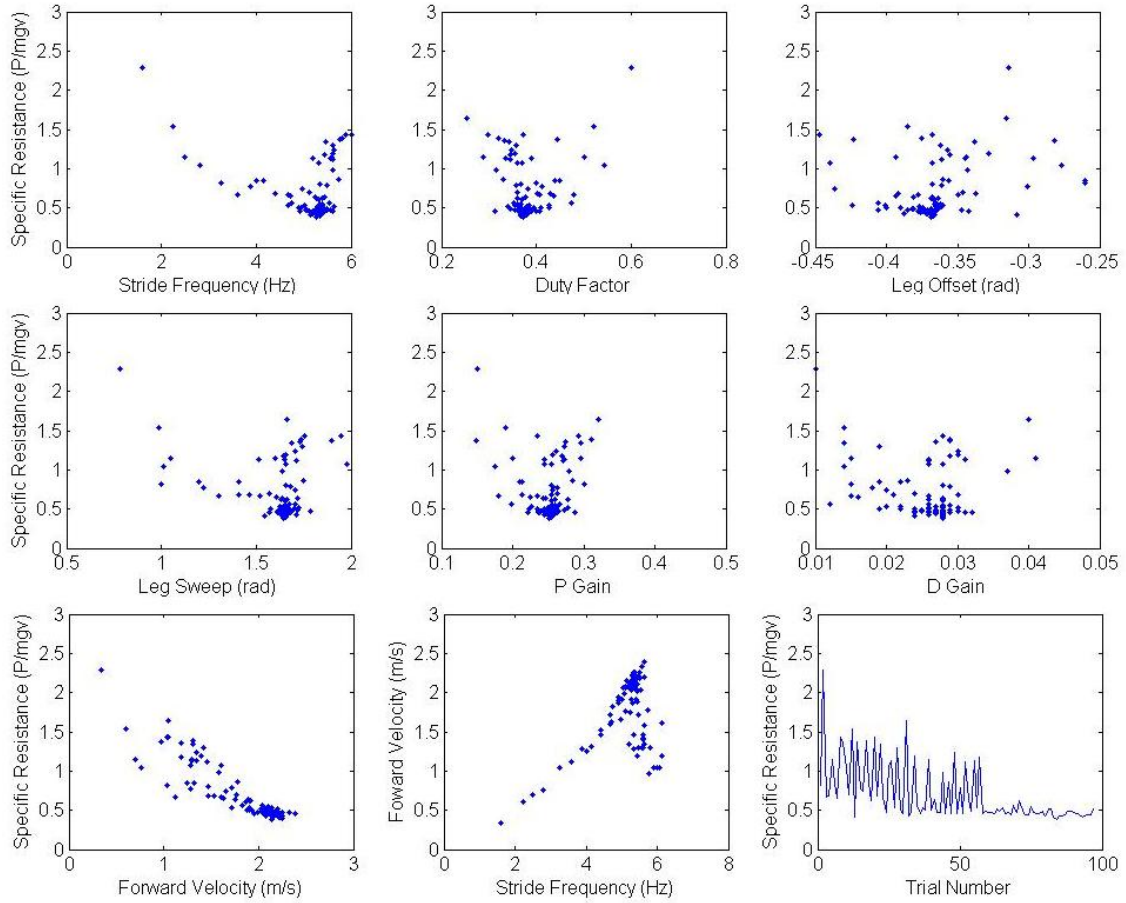 3
2.5
2
1.5
1
0.5
0
0 2 4 6
Specific Resistance (P/mgv)
Stride Frequency (Hz)
3
2.5
2
1.5
1
0.5
0
0.2 0.4 0.6 0.8
Duty Factor
3
2.5
2
1.5
1
0.5
0
-0.45 -0.4 -0.35 -0.3 -0.25
Leg Offset (rad)
3
2.5
2
1.5
1
0.5
0
0.5 1 1.5 2
Specific Resistance (P/mgv)
Leg Sweep (rad)
3
2.5
2
1.5
1
0.5
0
0.1 0.2 0.3 0.4 0.5
P Gain
3
2.5
2
1.5
1
0.5
0
0.01 0.02 0.03 0.04 0.05
D Gain
3
2.5
2
1.5
1
0.5
0
0 1 2 3
Specific Resistance (P/mgv)
Forward Velocity (m/s)
3
2.5
2
1.5
1
0.5
0
0 2 4 6 8
Foward Velocity (m/s)
Stride Frequency (Hz)
3
2.5
2
1.5
1
0.5
0
0 50 100
Specific Resistance (P/mgv)
Trial Number